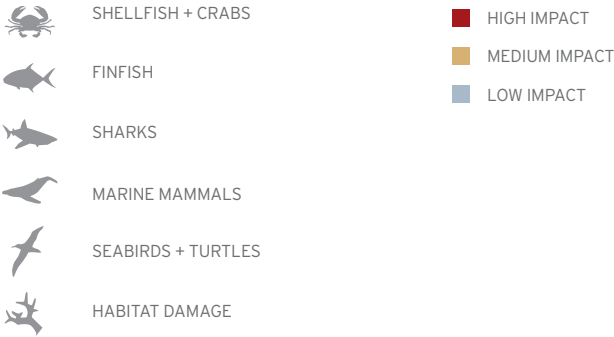 SHELLFISH + CRABS
FINFISH
SHARKS
MARINE MAMMALS
SEABIRDS + TURTLES
HABITAT DAMAGE
HIGH IMPACT
MEDIUM IMPACT
LOW IMPACT